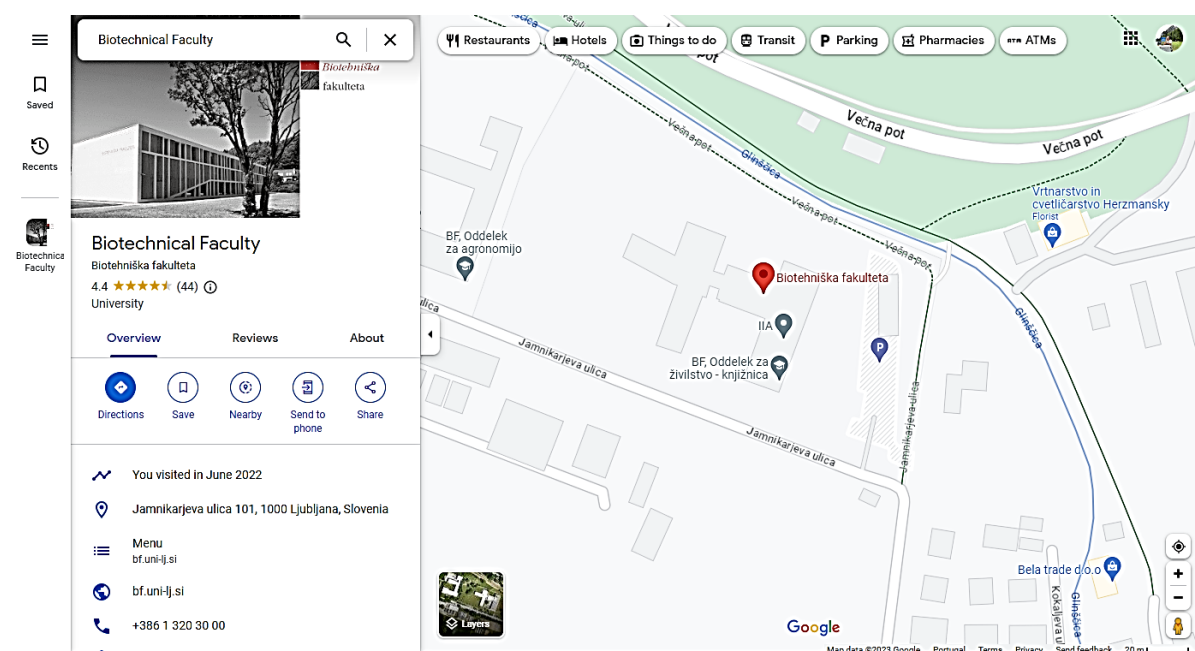 Biotechnical Faculty
Restaurants
Hotels
Things to do
Transit
Parking
Pharmacies
ATMs
Saved
Recents
Biotechnica
Faculty
Biotehniška
fakulteta
Biotechnical Faculty
Biotehniška fakulteta
4.4 (44)
University
Overview
Reviews
About
Directions
Save
Nearby
Send to
phone
Share
You visited in June 2022
Jamnikarjeva ulica 101, 1000 Ljubljana, Slovenia
Menu
bf.uni-lj.si
bf.uni-lj.si
+386 1 320 30 00
Večna pot
Večna pot
Večna pot
Glinščica
Večna pot
Večna pot
Vrtnarstvo in
cvetličarstvo Herzmansky
Florist
BF, Oddelek
za agronomijo
Biotehniška fakulteta
IIA
BF, Oddelek za
živilstvo - knjižnica
P
Glinščica
Jamnikarjeva ulica
Jamnikarjeva ulica
Jamnikarjeva ulica
Bela trade d.o.o
Kokaljeva u
Glinščica
Layers
Google
Map data ©2023 Google
Portugal
Terms
Privacy
Send feedback
20 m